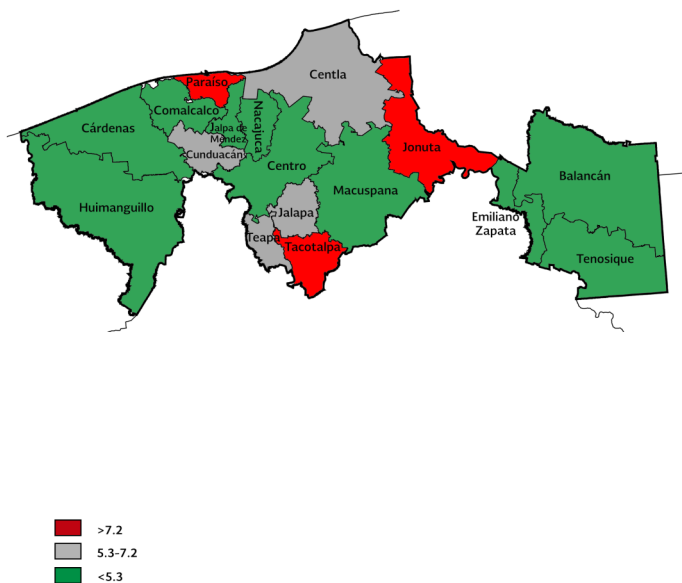 Centla
Paraíso
Comalcalco
Nacajuca
Cárdenas
Jalpa de
Méndez
Cunduacán
Jonuta
Centro
Balancán
Macuspana
Huimanguillo
Jalapa
Emiliano
Zapata
Teapa
Tacotalpa
Tenosique
>7.2
5.3-7.2
<5.3